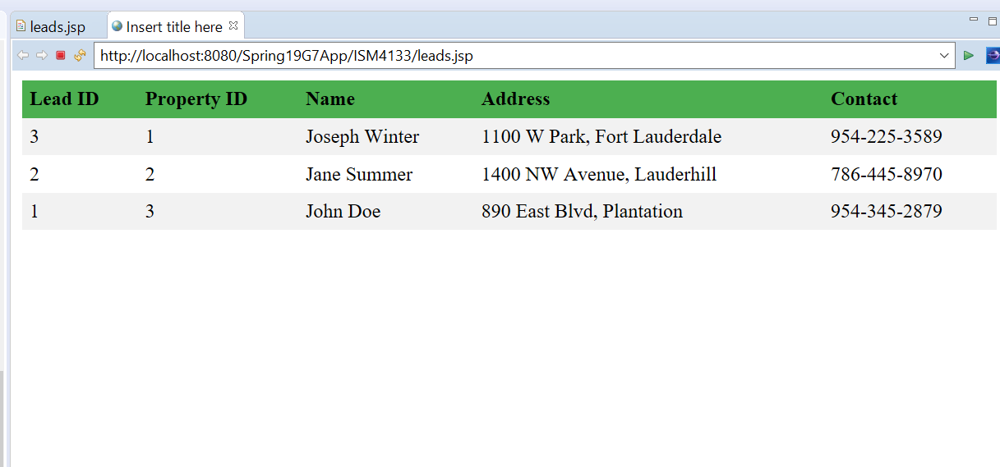 leads.jsp Insert title here
http://localhost:8080/Spring19G7App/ISM4133/leads.jsp
Lead ID Property ID Name Address Contact
3 1 Joseph Winter 1100 W Park, Fort Lauderdale 954-225-3589
2 2 Jane Summer 1400 NW Avenue, Lauderhill 786-445-8970
1 3 John Doe 890 East Blvd, Plantation 954-345-2879